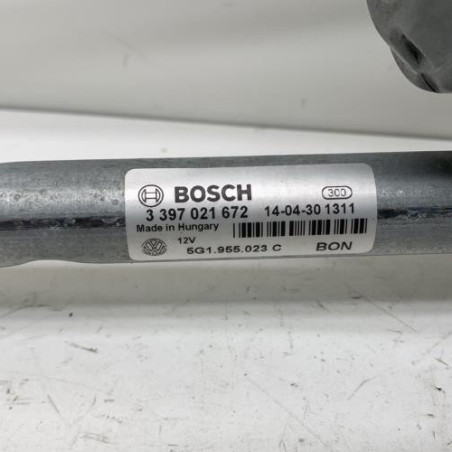 BOSCH 300
3 397 021 672 14-04-30 1311
Made in Hungary
12V
5G1.955.023 C BON